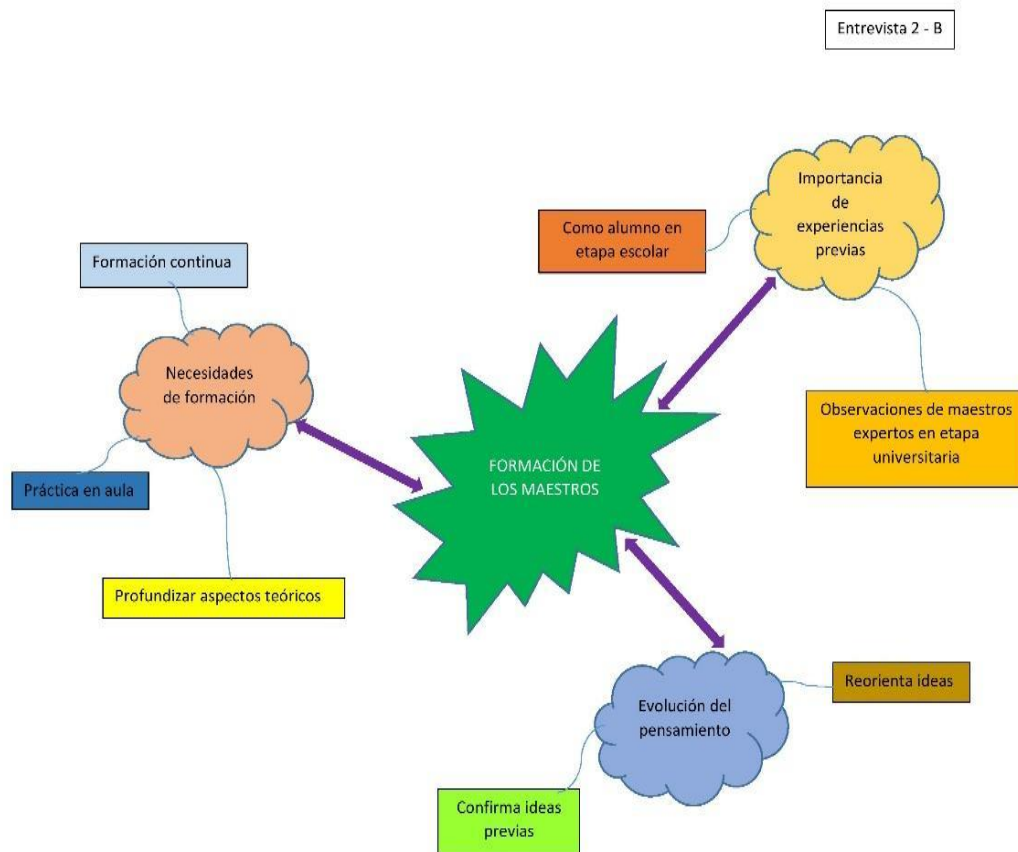 Entrevista 2 - B
Importancia
de
experiencias
previas
Como alumno en
etapa escolar
Formación continua
Necesidades
de formación
Observaciones de maestros
expertos en etapa
universitaria
FORMACIÓN DE
LOS MAESTROS
Práctica en aula
Profundizar aspectos teóricos
Reorienta ideas
Evolución del
pensamiento
Confirma ideas
previas